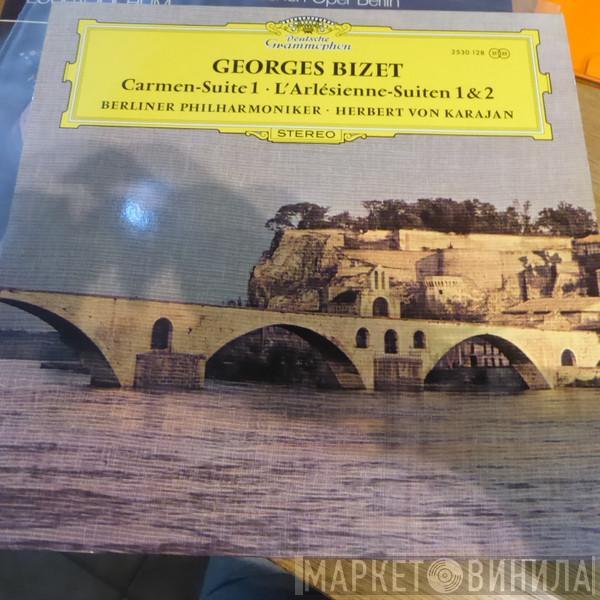 Oper Berlin
Deutsche
Grammophon
2530 128
GEORGES BIZET
Carmen-Suite 1 · L'Arlésienne-Suiten 1 & 2
BERLINER PHILHARMONIKER · HERBERT VON KARAJAN
STEREO
МАРКЕТ ВИНИЛА